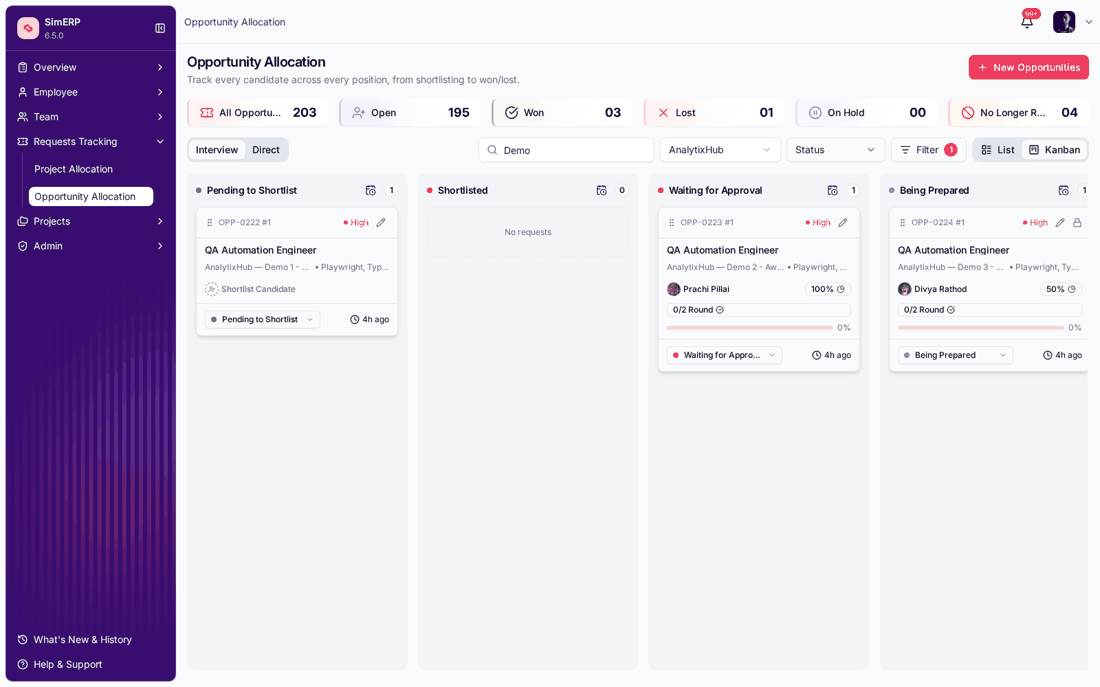 SimERP
6.5.0
Overview
Employee
Team
Requests Tracking
Project Allocation
Opportunity Allocation
Projects
Admin
What's New & History
Help & Support
Opportunity Allocation
99+
Opportunity Allocation
Track every candidate across every position, from shortlisting to won/lost.
+ New Opportunities
All Opportu... 203
Open 195
Won 03
Lost 01
On Hold 00
No Longer R... 04
Interview Direct
Demo
AnalytixHub
Status
Filter 1
List Kanban
Pending to Shortlist 1
OPP-0222 #1 High
QA Automation Engineer
AnalytixHub — Demo 1 - ... • Playwright, Typ...
Shortlist Candidate
Pending to Shortlist 4h ago
Shortlisted 0
No requests
Waiting for Approval 1
OPP-0223 #1 High
QA Automation Engineer
AnalytixHub — Demo 2 - Aw... • Playwright, ...
Prachi Pillai 100%
0/2 Round
0%
Waiting for Appro... 4h ago
Being Prepared 1
OPP-0224 #1 High
QA Automation Engineer
AnalytixHub — Demo 3 - ... • Playwright, Ty...
Divya Rathod 50%
0/2 Round
0%
Being Prepared 4h ago